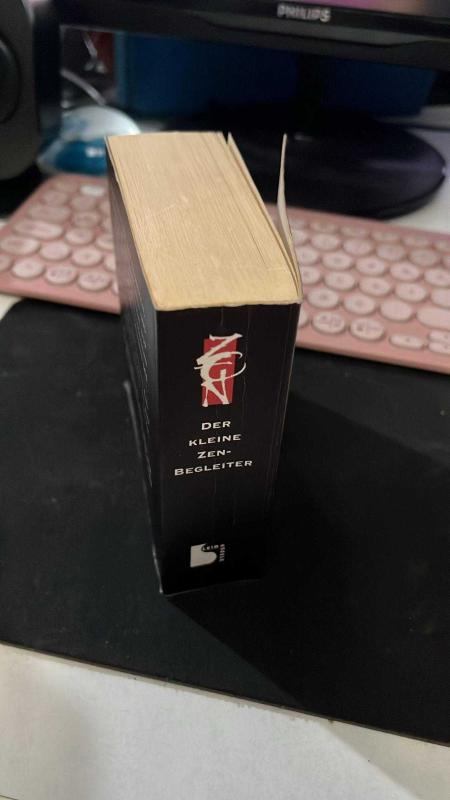 PHILIPS
ZEN
DER
KLEINE
ZEN-
BEGLEITER